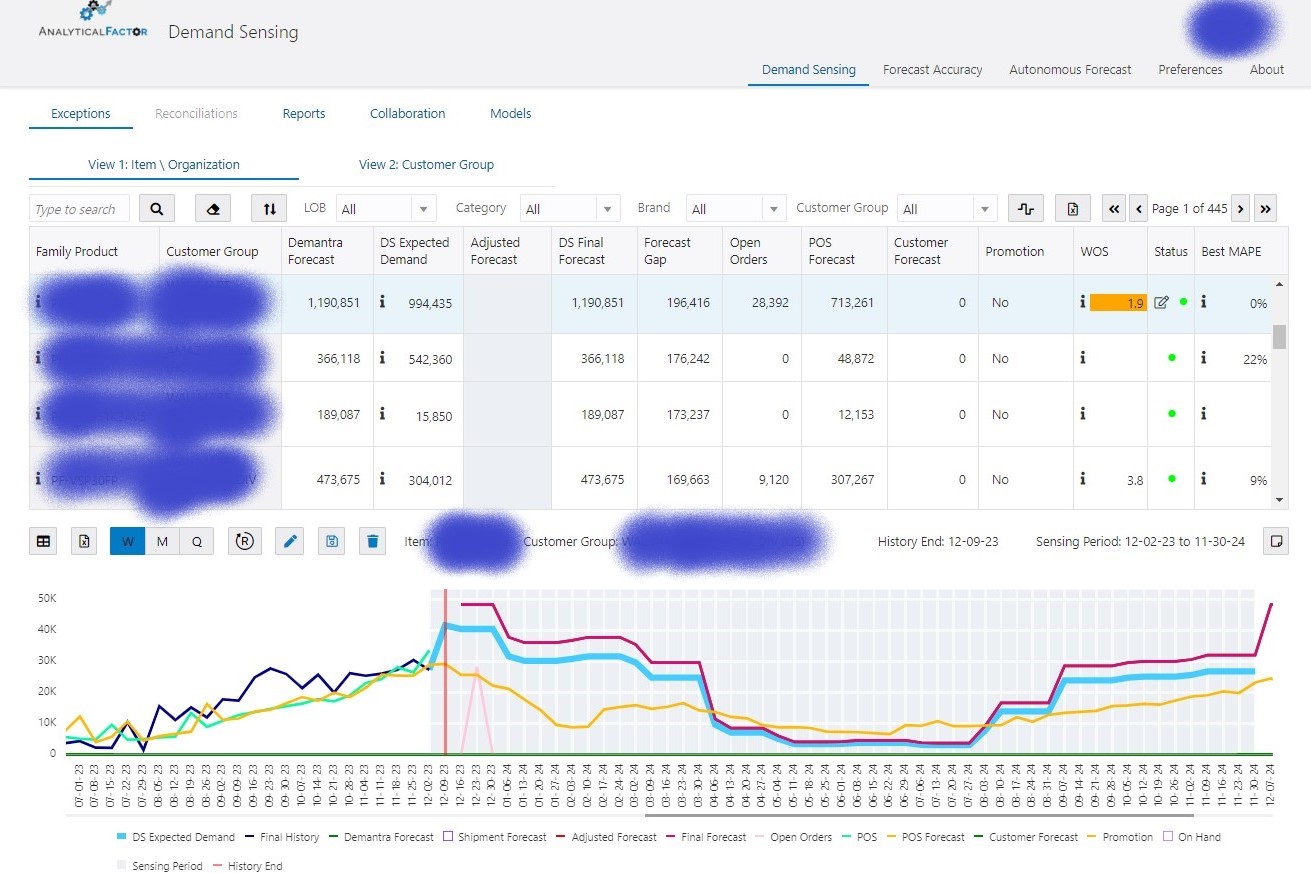 ANALYTICALFACTOR
Demand Sensing
Demand Sensing Forecast Accuracy Autonomous Forecast Preferences About
Exceptions Reconciliations Reports Collaboration Models
View 1: Item \ Organization View 2: Customer Group
Type to search LOB All Category All Brand All Customer Group All Page 1 of 445
Family Product Customer Group Demantra Forecast DS Expected Demand Adjusted Forecast DS Final Forecast Forecast Gap Open Orders POS Forecast Customer Forecast Promotion WOS Status Best MAPE
1,190,851 994,435 1,190,851 196,416 28,392 713,261 0 No 1.9 0%
366,118 542,360 366,118 176,242 0 48,872 0 No 22%
189,087 15,850 189,087 173,237 0 12,153 0 No
473,675 304,012 473,675 169,663 9,120 307,267 0 No 3.8 9%
W M Q R Item: Customer Group: History End: 12-09-23 Sensing Period: 12-02-23 to 11-30-24
50K
40K
30K
20K
10K
0
07-01-23 07-08-23 07-15-23 07-22-23 07-29-23 08-05-23 08-12-23 08-19-23 08-26-23 09-02-23 09-09-23 09-16-23 09-23-23 09-30-23 10-07-23 10-14-23 10-21-23 10-28-23 11-04-23 11-11-23 11-18-23 11-25-23 12-02-23 12-09-23 12-16-23 12-23-23 12-30-23 01-06-24 01-13-24 01-20-24 01-27-24 02-03-24 02-10-24 02-17-24 02-24-24 03-02-24 03-09-24 03-16-24 03-23-24 03-30-24 04-06-24 04-13-24 04-20-24 04-27-24 05-04-24 05-11-24 05-18-24 05-25-24 06-01-24 06-08-24 06-15-24 06-22-24 06-29-24 07-06-24 07-13-24 07-20-24 07-27-24 08-03-24 08-10-24 08-17-24 08-24-24 08-31-24 09-07-24 09-14-24 09-21-24 09-28-24 10-05-24 10-12-24 10-19-24 10-26-24 11-02-24 11-09-24 11-16-24 11-23-24 11-30-24 12-07-24
DS Expected Demand Final History Demantra Forecast Shipment Forecast Adjusted Forecast Final Forecast Open Orders POS POS Forecast Customer Forecast Promotion On Hand
Sensing Period History End